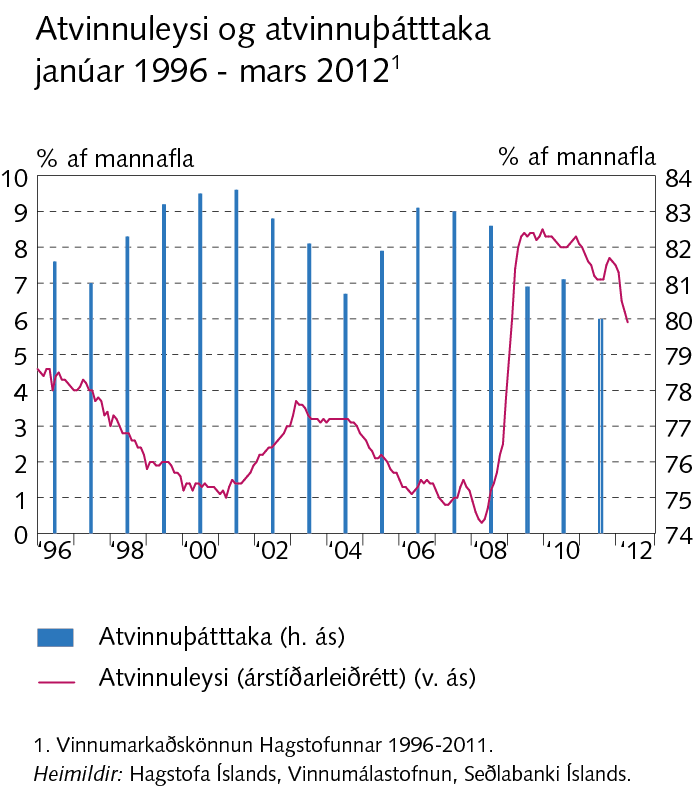 Atvinnuleysi og atvinnuþátttaka
janúar 1996 - mars 2012¹
% af mannafla % af mannafla
10 84
9 83
8 82
7 81
6 80
5 79
4 78
3 77
2 76
1 75
0 74
‘96 ‘98 ‘00 ‘02 ‘04 ‘06 ‘08 ‘10 ‘12
Atvinnuþátttaka (h. ás)
Atvinnuleysi (árstíðarleiðrétt) (v. ás)
1. Vinnumarkaðskönnun Hagstofunnar 1996-2011.
Heimildir: Hagstofa Íslands, Vinnumálastofnun, Seðlabanki Íslands.